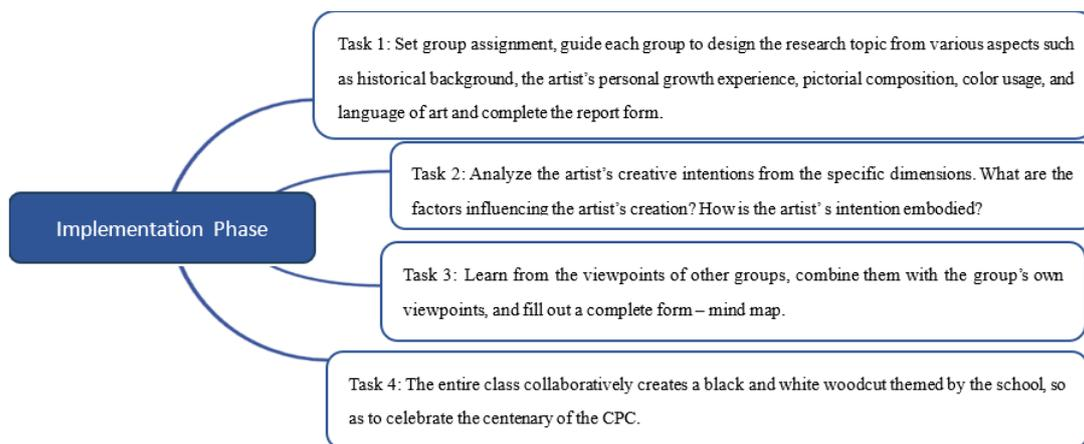 Task 1: Set group assignment, guide each group to design the research topic from various aspects such
as historical background, the artist's personal growth experience, pictorial composition, color usage, and
language of art and complete the report form.
Task 2: Analyze the artist's creative intentions from the specific dimensions. What are the
factors influencing the artist's creation? How is the artist's intention embodied?
Implementation Phase
Task 3: Learn from the viewpoints of other groups, combine them with the group's own
viewpoints, and fill out a complete form – mind map.
Task 4: The entire class collaboratively creates a black and white woodcut themed by the school, so
as to celebrate the centenary of the CPC.